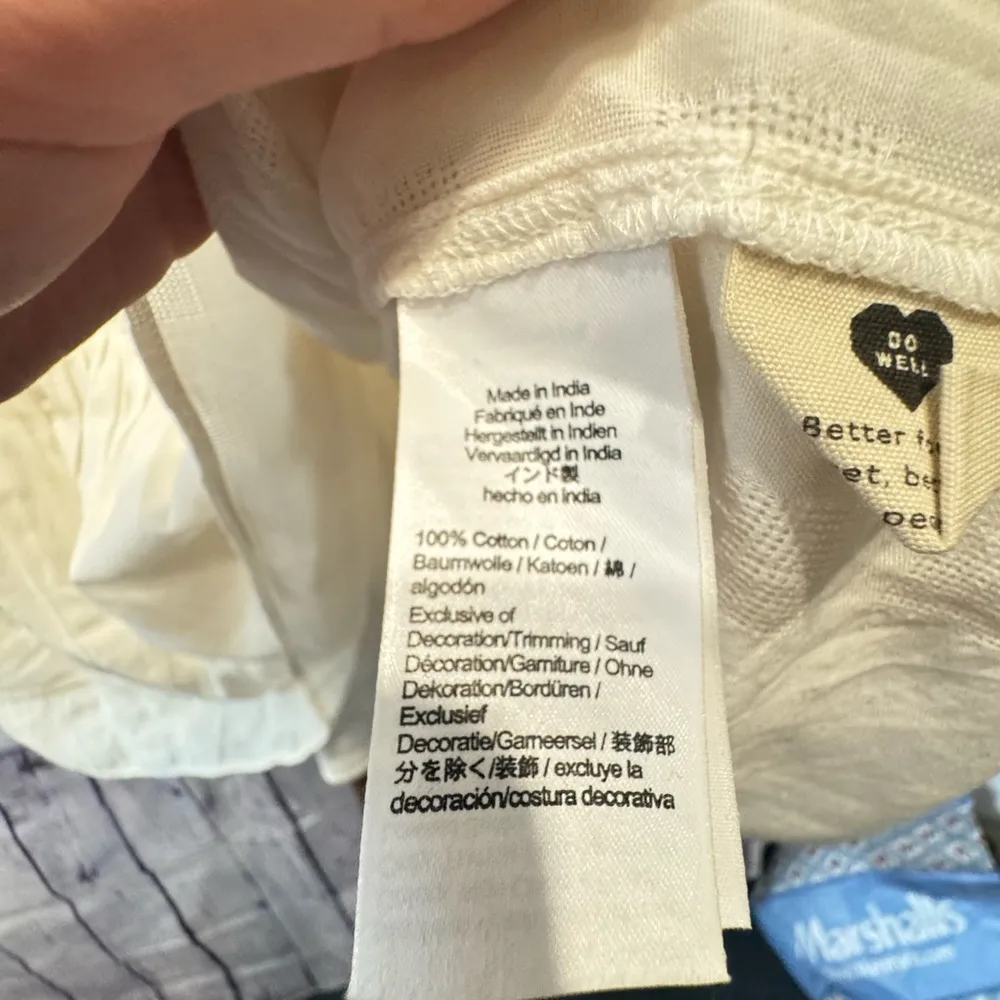 Made in India
Fabriqué en Inde
Hergestellt in Indien
Vervaardigd in India
インド製
hecho en India
100% Cotton / Coton /
Baumwolle / Katoen / 綿 /
algodón
Exclusive of
Decoration/Trimming / Sauf
Décoration/Garniture / Ohne
Dekoration/Bordüren /
Exclusief
Decoratie/Garneersel / 装飾部
分を除く/装飾 / excluye la
decoración/costura decorativa
DO
WELL
Better
Marshalls